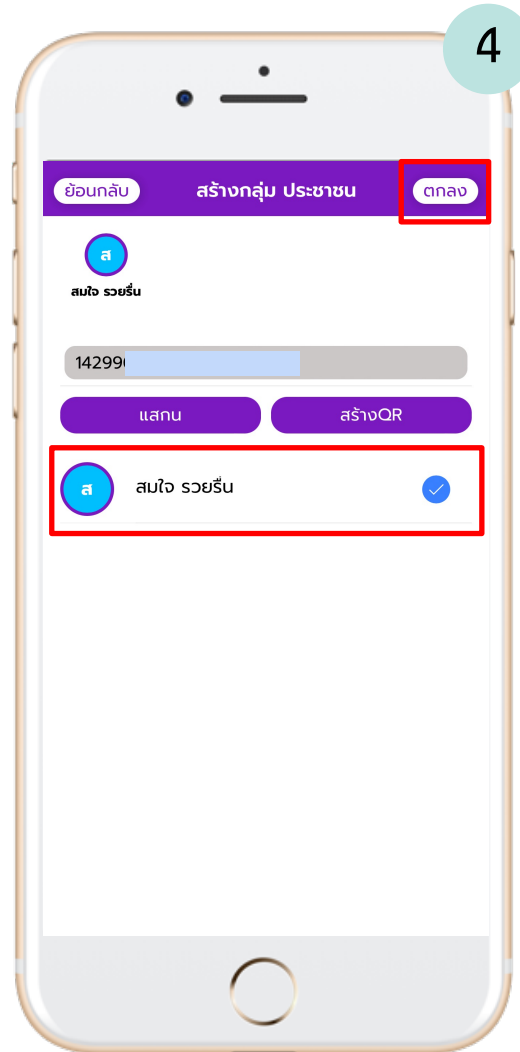 4
ย้อนกลับ สร้างกลุ่ม ประชาชน ตกลง
ส
สมใจ รวยรื่น
14299
แสกน สร้างQR
ส สมใจ รวยรื่น